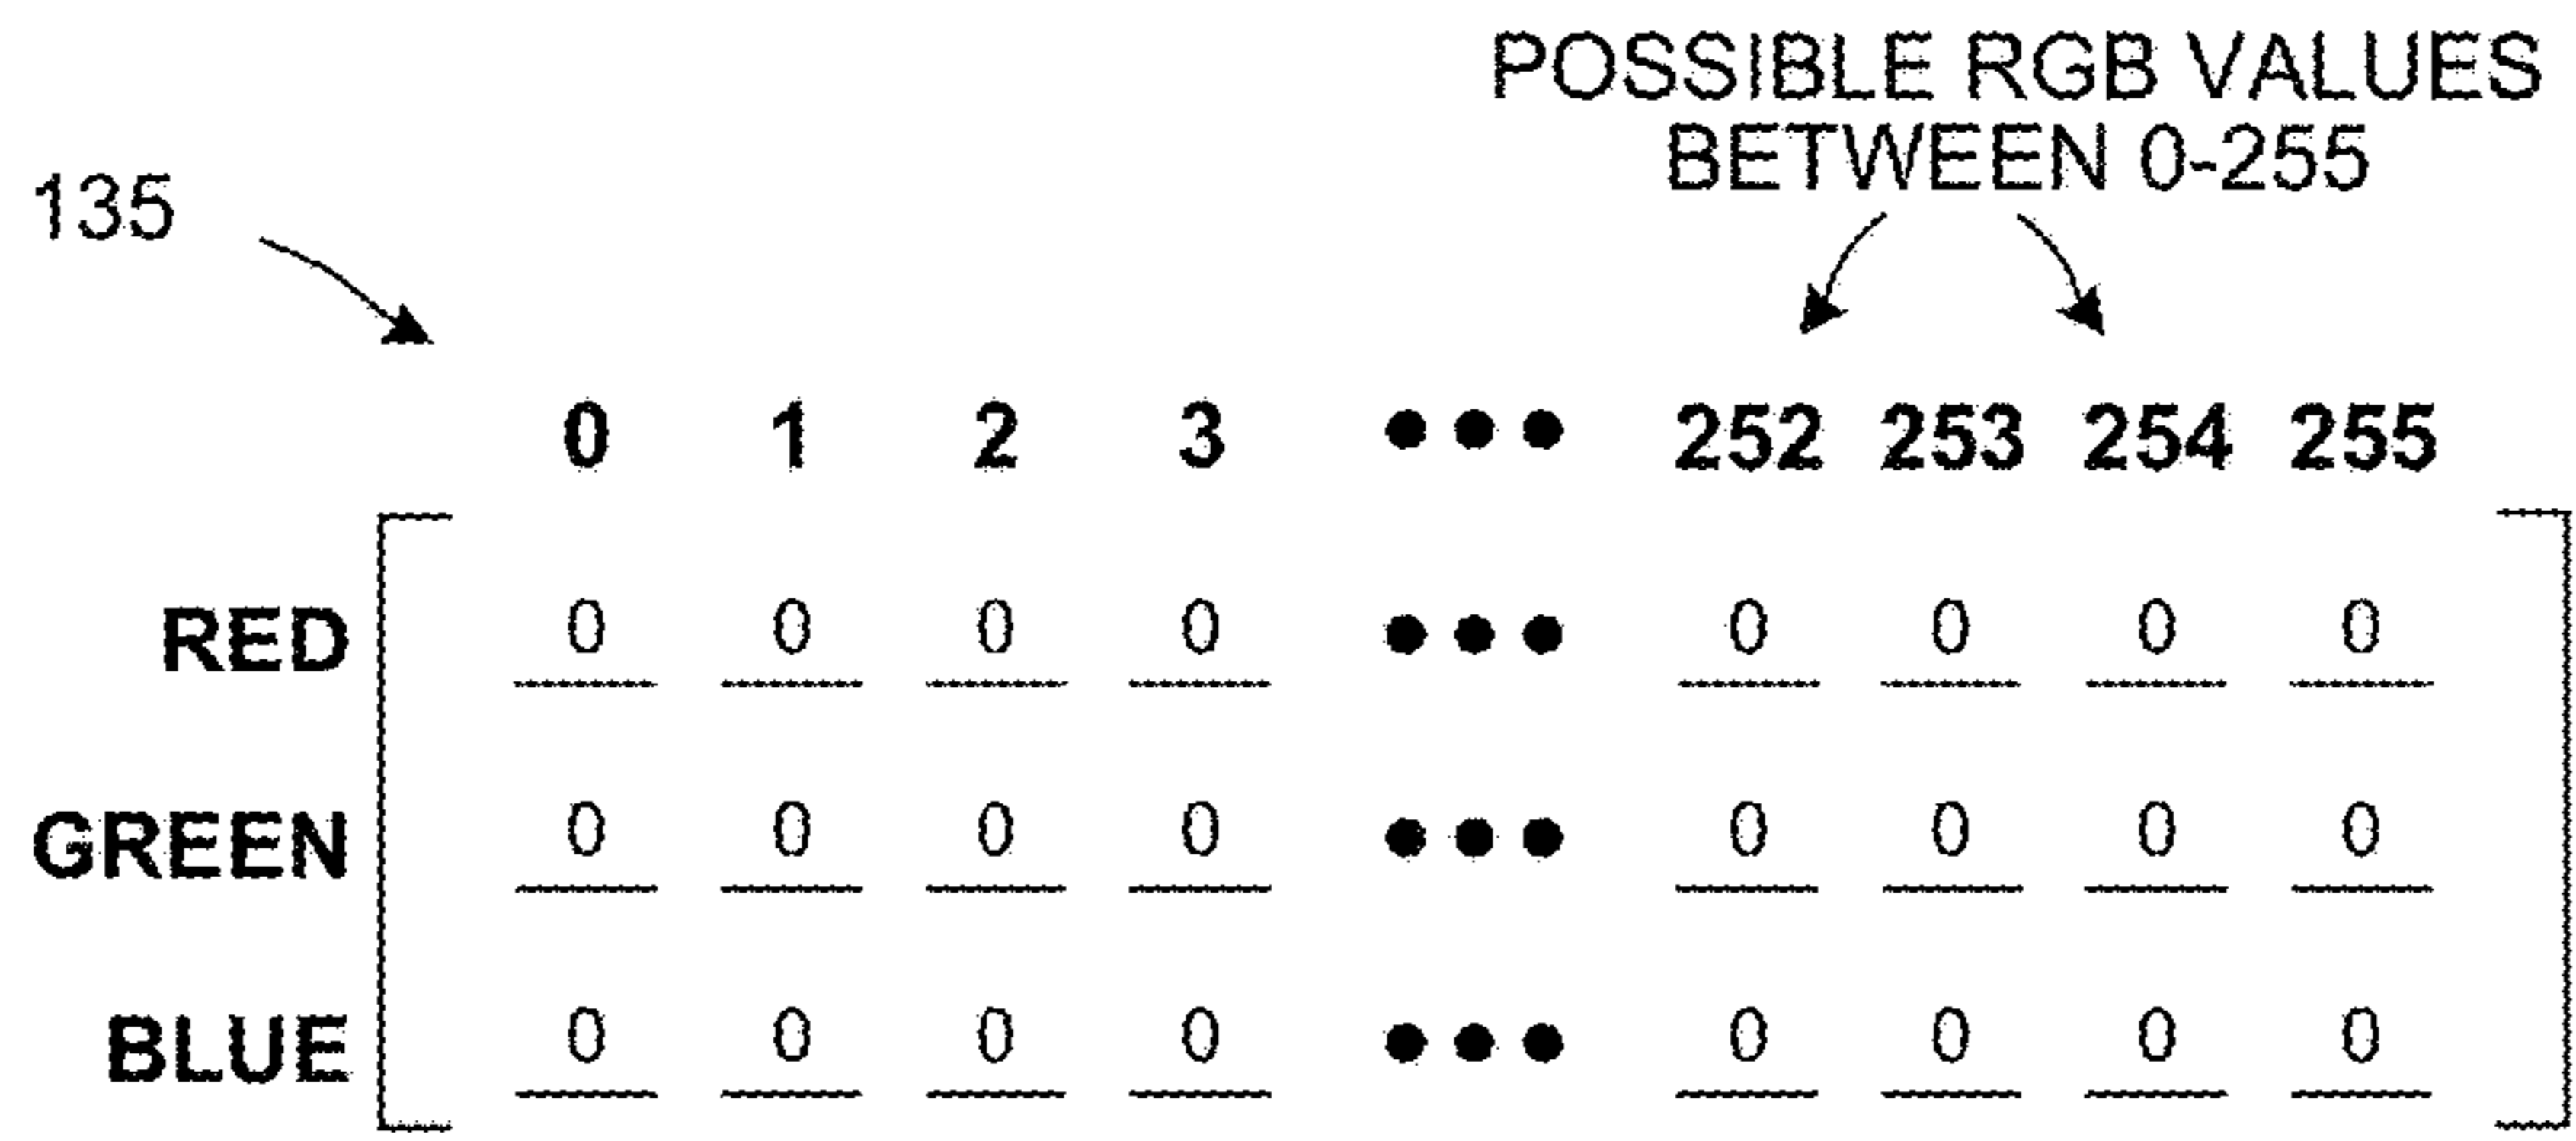 POSSIBLE RGB VALUES
BETWEEN 0-255
135
0 1 2 3 ●●● 252 253 254 255
RED 0 0 0 0 ●●● 0 0 0 0
GREEN 0 0 0 0 ●●● 0 0 0 0
BLUE 0 0 0 0 ●●● 0 0 0 0